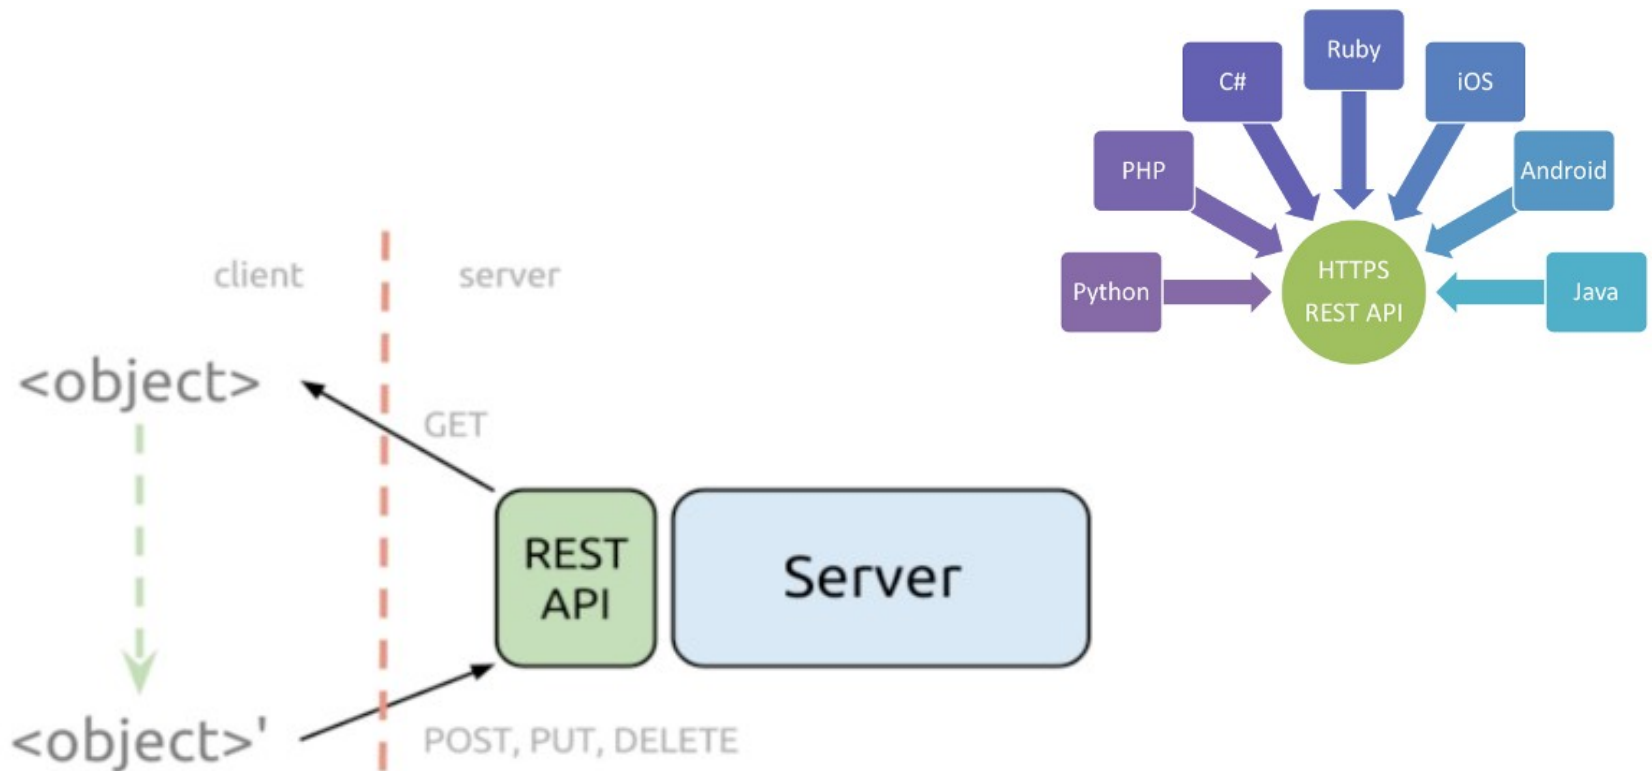 Ruby
C#
iOS
PHP
Android
HTTPS
REST API
Python
Java
client
server
<object>
GET
REST
API
Server
<object>'
POST, PUT, DELETE